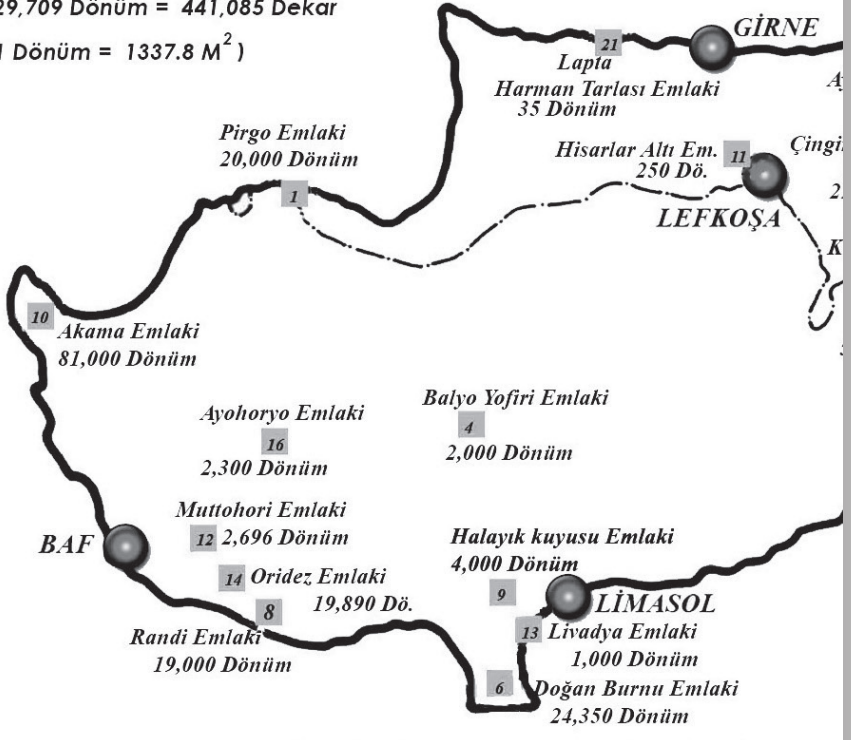 29,709 Dönüm = 441,085 Dekar
1 Dönüm = 1337.8 M²)
GİRNE
21
Lapta
Harman Tarlası Emlaki
35 Dönüm
Pirgo Emlaki
20,000 Dönüm
1
Hisarlar Altı Em.
250 Dö.
11
LEFKOŞA
10
Akama Emlaki
81,000 Dönüm
Ayohoryo Emlaki
16
2,300 Dönüm
Balyo Yofiri Emlaki
4
2,000 Dönüm
Muttohori Emlaki
12 2,696 Dönüm
BAF
14 Oridez Emlaki
19,890 Dö.
8
Randi Emlaki
19,000 Dönüm
Halayık kuyusu Emlaki
4,000 Dönüm
9
LİMASOL
13 Livadya Emlaki
1,000 Dönüm
6 Doğan Burnu Emlaki
24,350 Dönüm